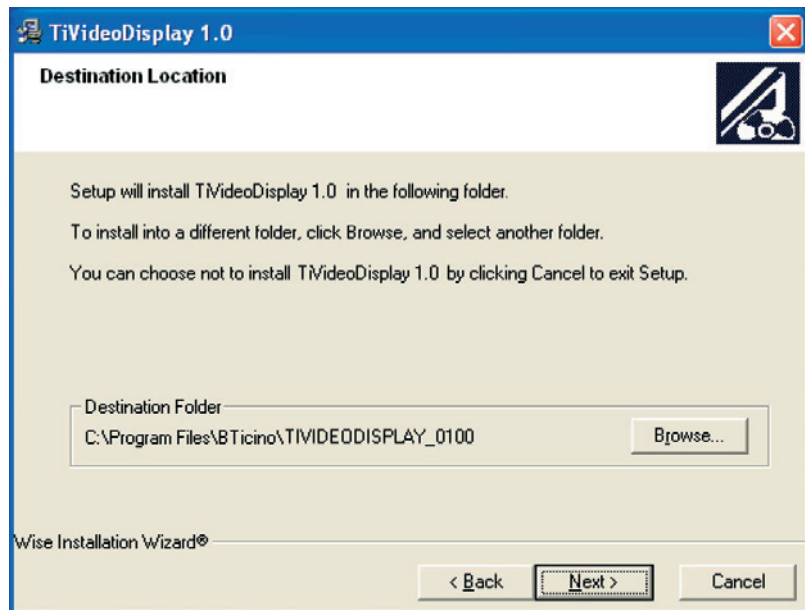 TiVideoDisplay 1.0
Destination Location
Setup will install TiVideoDisplay 1.0 in the following folder.
To install into a different folder, click Browse, and select another folder.
You can choose not to install TiVideoDisplay 1.0 by clicking Cancel to exit Setup.
Destination Folder
C:\Program Files\BTicino\TIVIDEODISPLAY_0100
Browse...
Wise Installation Wizard®
< Back
Next >
Cancel